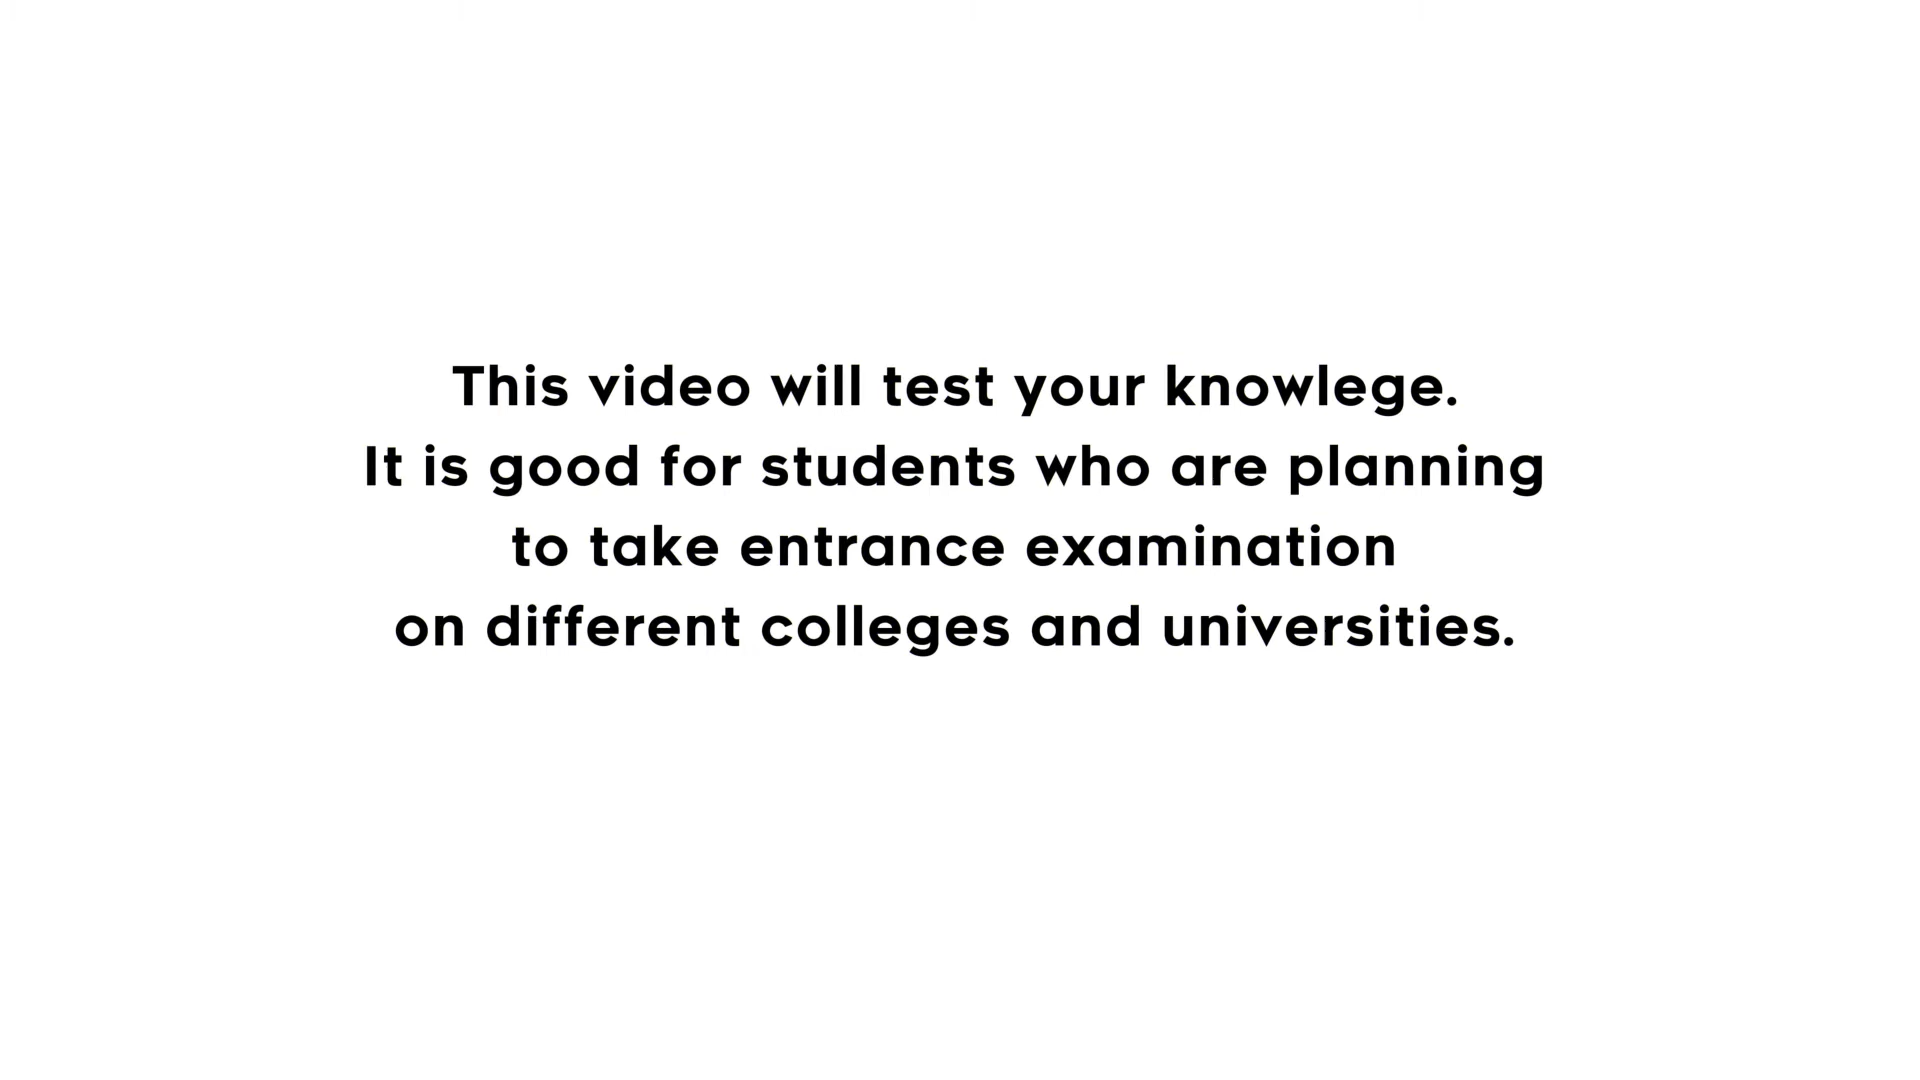 This video will test your knowlege.
It is good for students who are planning
to take entrance examination
on different colleges and universities.